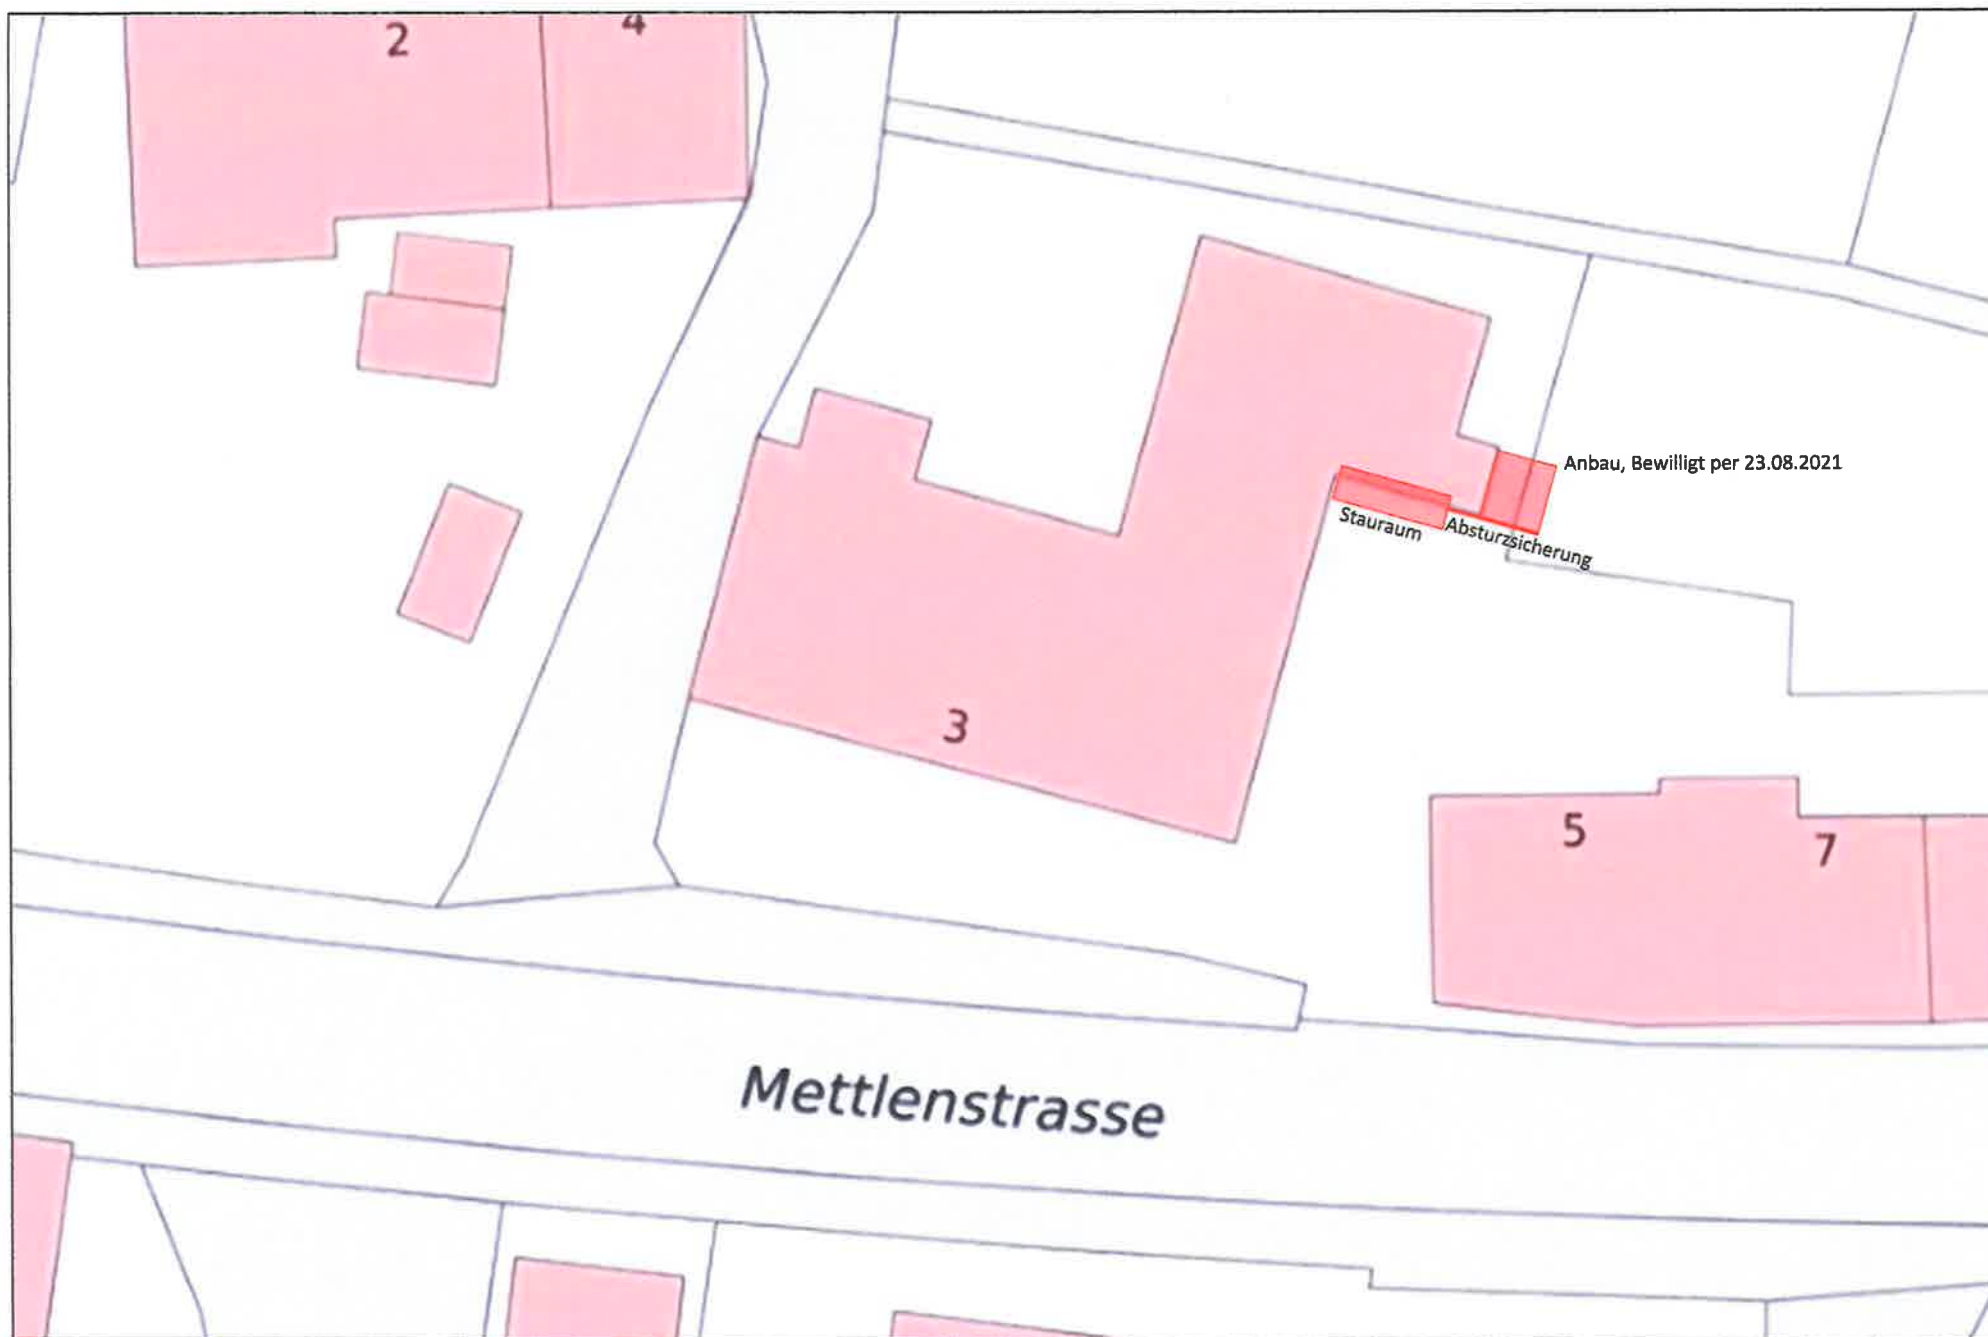 2
4
Anbau, Bewilligt per 23.08.2021
Stauraum
Absturzsicherung
3
5
7
Mettlenstrasse